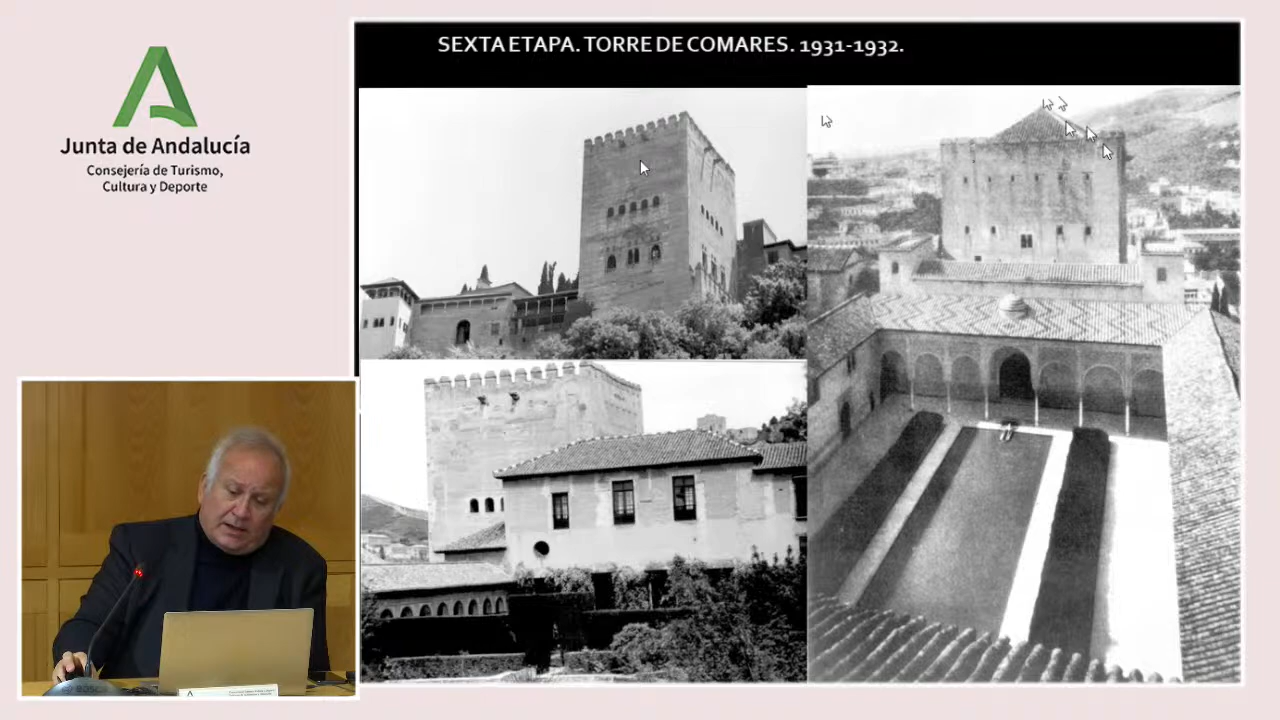 SEXTA ETAPA. TORRE DE COMARES. 1931-1932.
Junta de Andalucía
Consejería de Turismo,
Cultura y Deporte